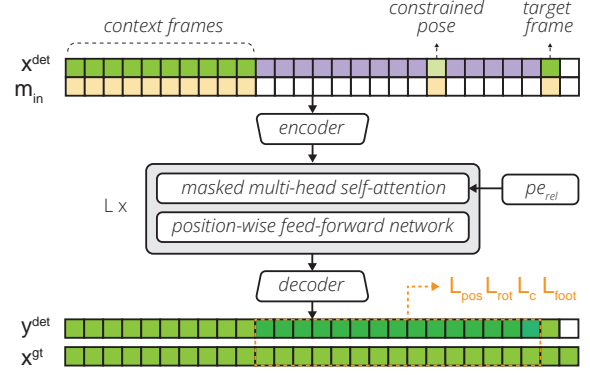 context frames
constrained pose
target frame
x^det
m_in
encoder
L x
masked multi-head self-attention
pe_rel
position-wise feed-forward network
decoder
L_pos L_rot L_c L_foot
y^det
x^gt